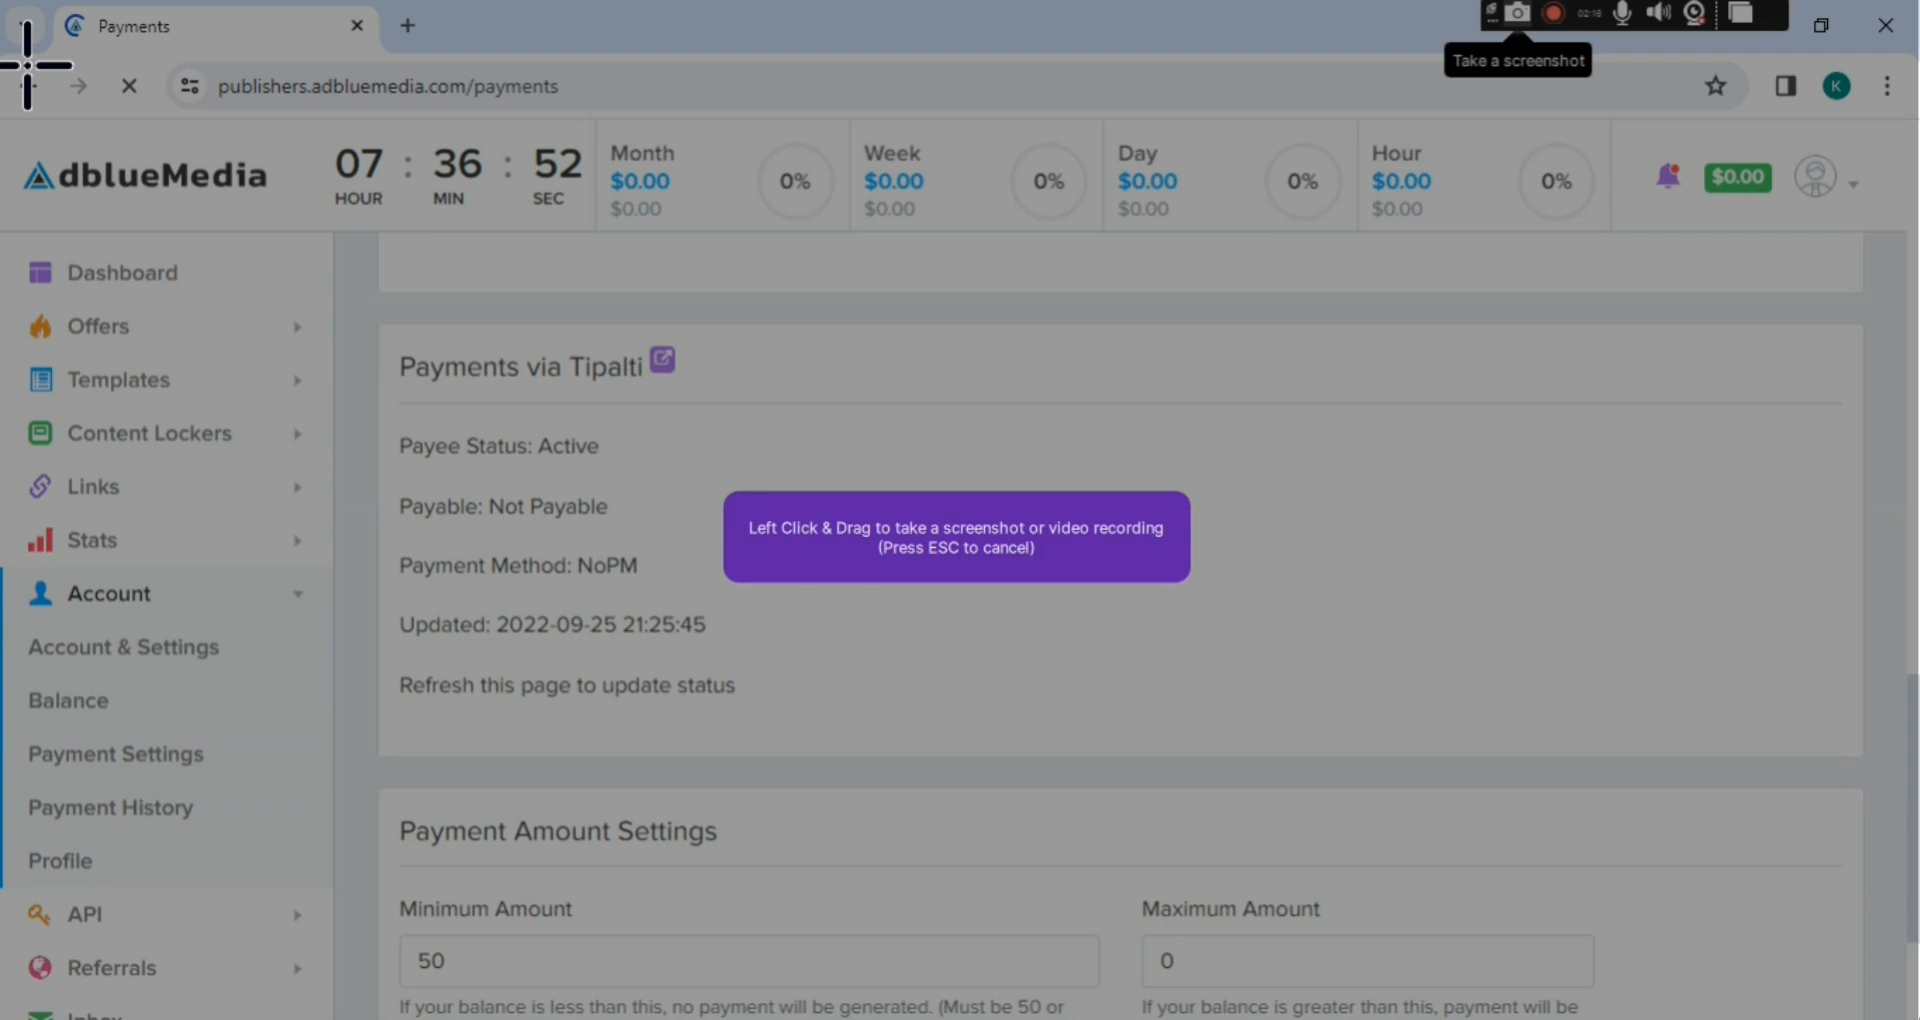 Payments
02:16
Take a screenshot
publishers.adbluemedia.com/payments
K
AdblueMedia
07 : 36 : 52
HOUR MIN SEC
Month
$0.00
$0.00
0%
Week
$0.00
$0.00
0%
Day
$0.00
$0.00
0%
Hour
$0.00
$0.00
0%
$0.00
Dashboard
Offers
Templates
Content Lockers
Links
Stats
Account
Account & Settings
Balance
Payment Settings
Payment History
Profile
API
Referrals
Inbox
Payments via Tipalti
Payee Status: Active
Payable: Not Payable
Payment Method: NoPM
Updated: 2022-09-25 21:25:45
Refresh this page to update status
Left Click & Drag to take a screenshot or video recording
(Press ESC to cancel)
Payment Amount Settings
Minimum Amount
50
If your balance is less than this, no payment will be generated. (Must be 50 or
Maximum Amount
0
If your balance is greater than this, payment will be